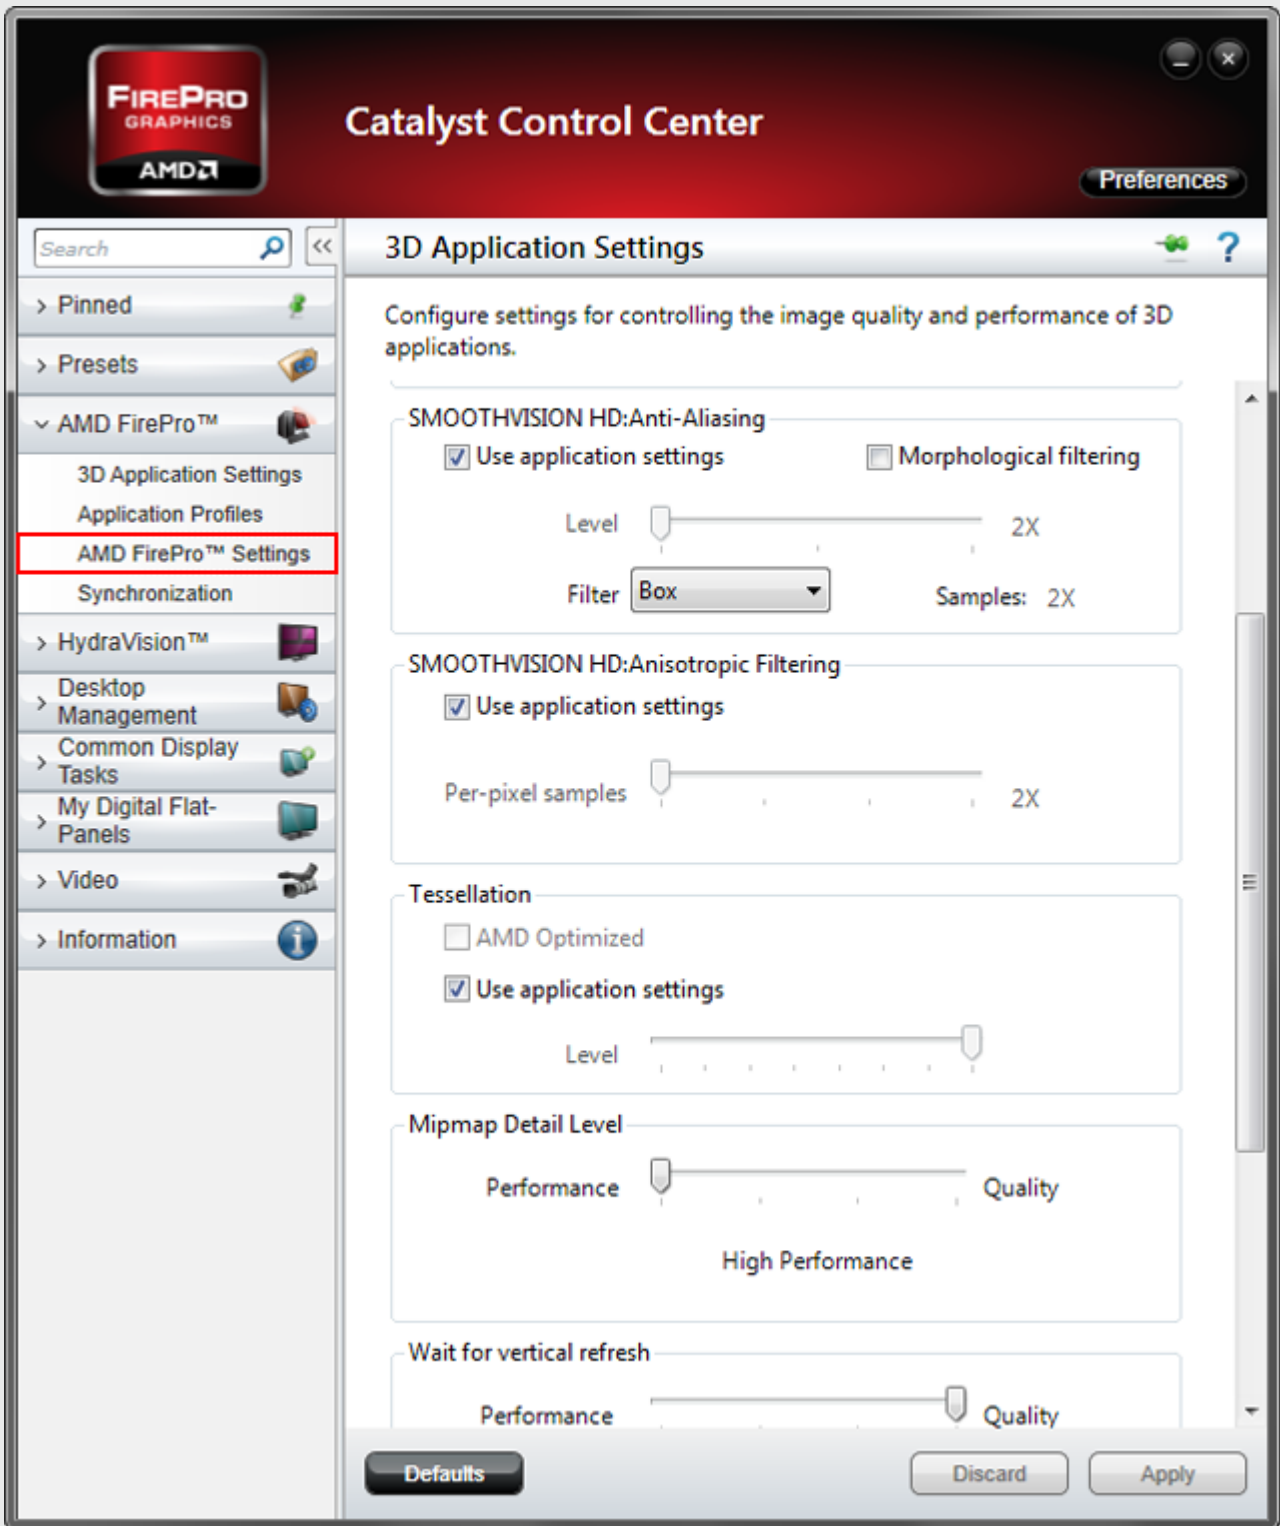 FIREPRO
GRAPHICS
AMD
Catalyst Control Center
Preferences
Search
<<
3D Application Settings
?
Pinned
Presets
AMD FirePro™
3D Application Settings
Application Profiles
AMD FirePro™ Settings
Synchronization
HydraVision™
Desktop
Management
Common Display
Tasks
My Digital Flat-
Panels
Video
Information
Configure settings for controlling the image quality and performance of 3D
applications.
SMOOTHVISION HD:Anti-Aliasing
Use application settings
Morphological filtering
Level
2X
Filter
Box
Samples: 2X
SMOOTHVISION HD:Anisotropic Filtering
Use application settings
Per-pixel samples
2X
Tessellation
AMD Optimized
Use application settings
Level
Mipmap Detail Level
Performance
Quality
High Performance
Wait for vertical refresh
Performance
Quality
Defaults
Discard
Apply